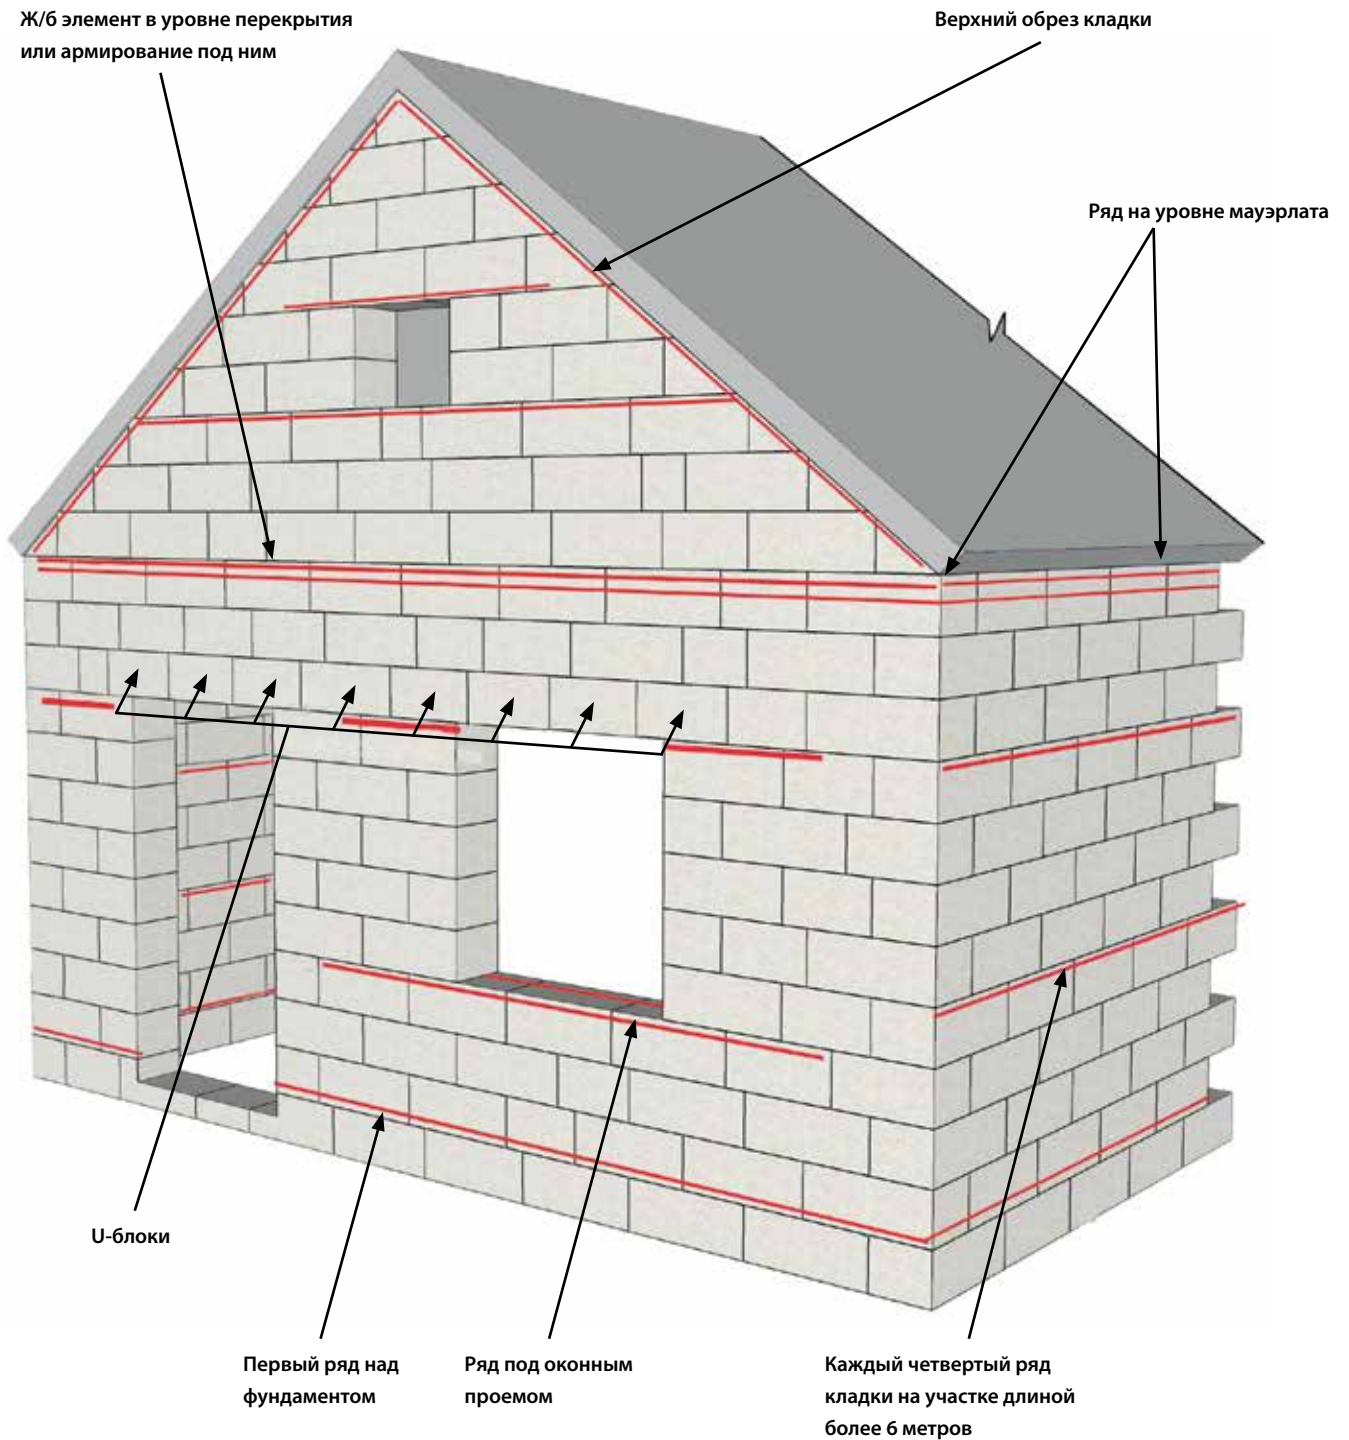 Ж/б элемент в уровне перекрытия
или армирование под ним
Верхний обрез кладки
Ряд на уровне мауэрлата
U-блоки
Первый ряд над
фундаментом
Ряд под оконным
проемом
Каждый четвертый ряд
кладки на участке длиной
более 6 метров